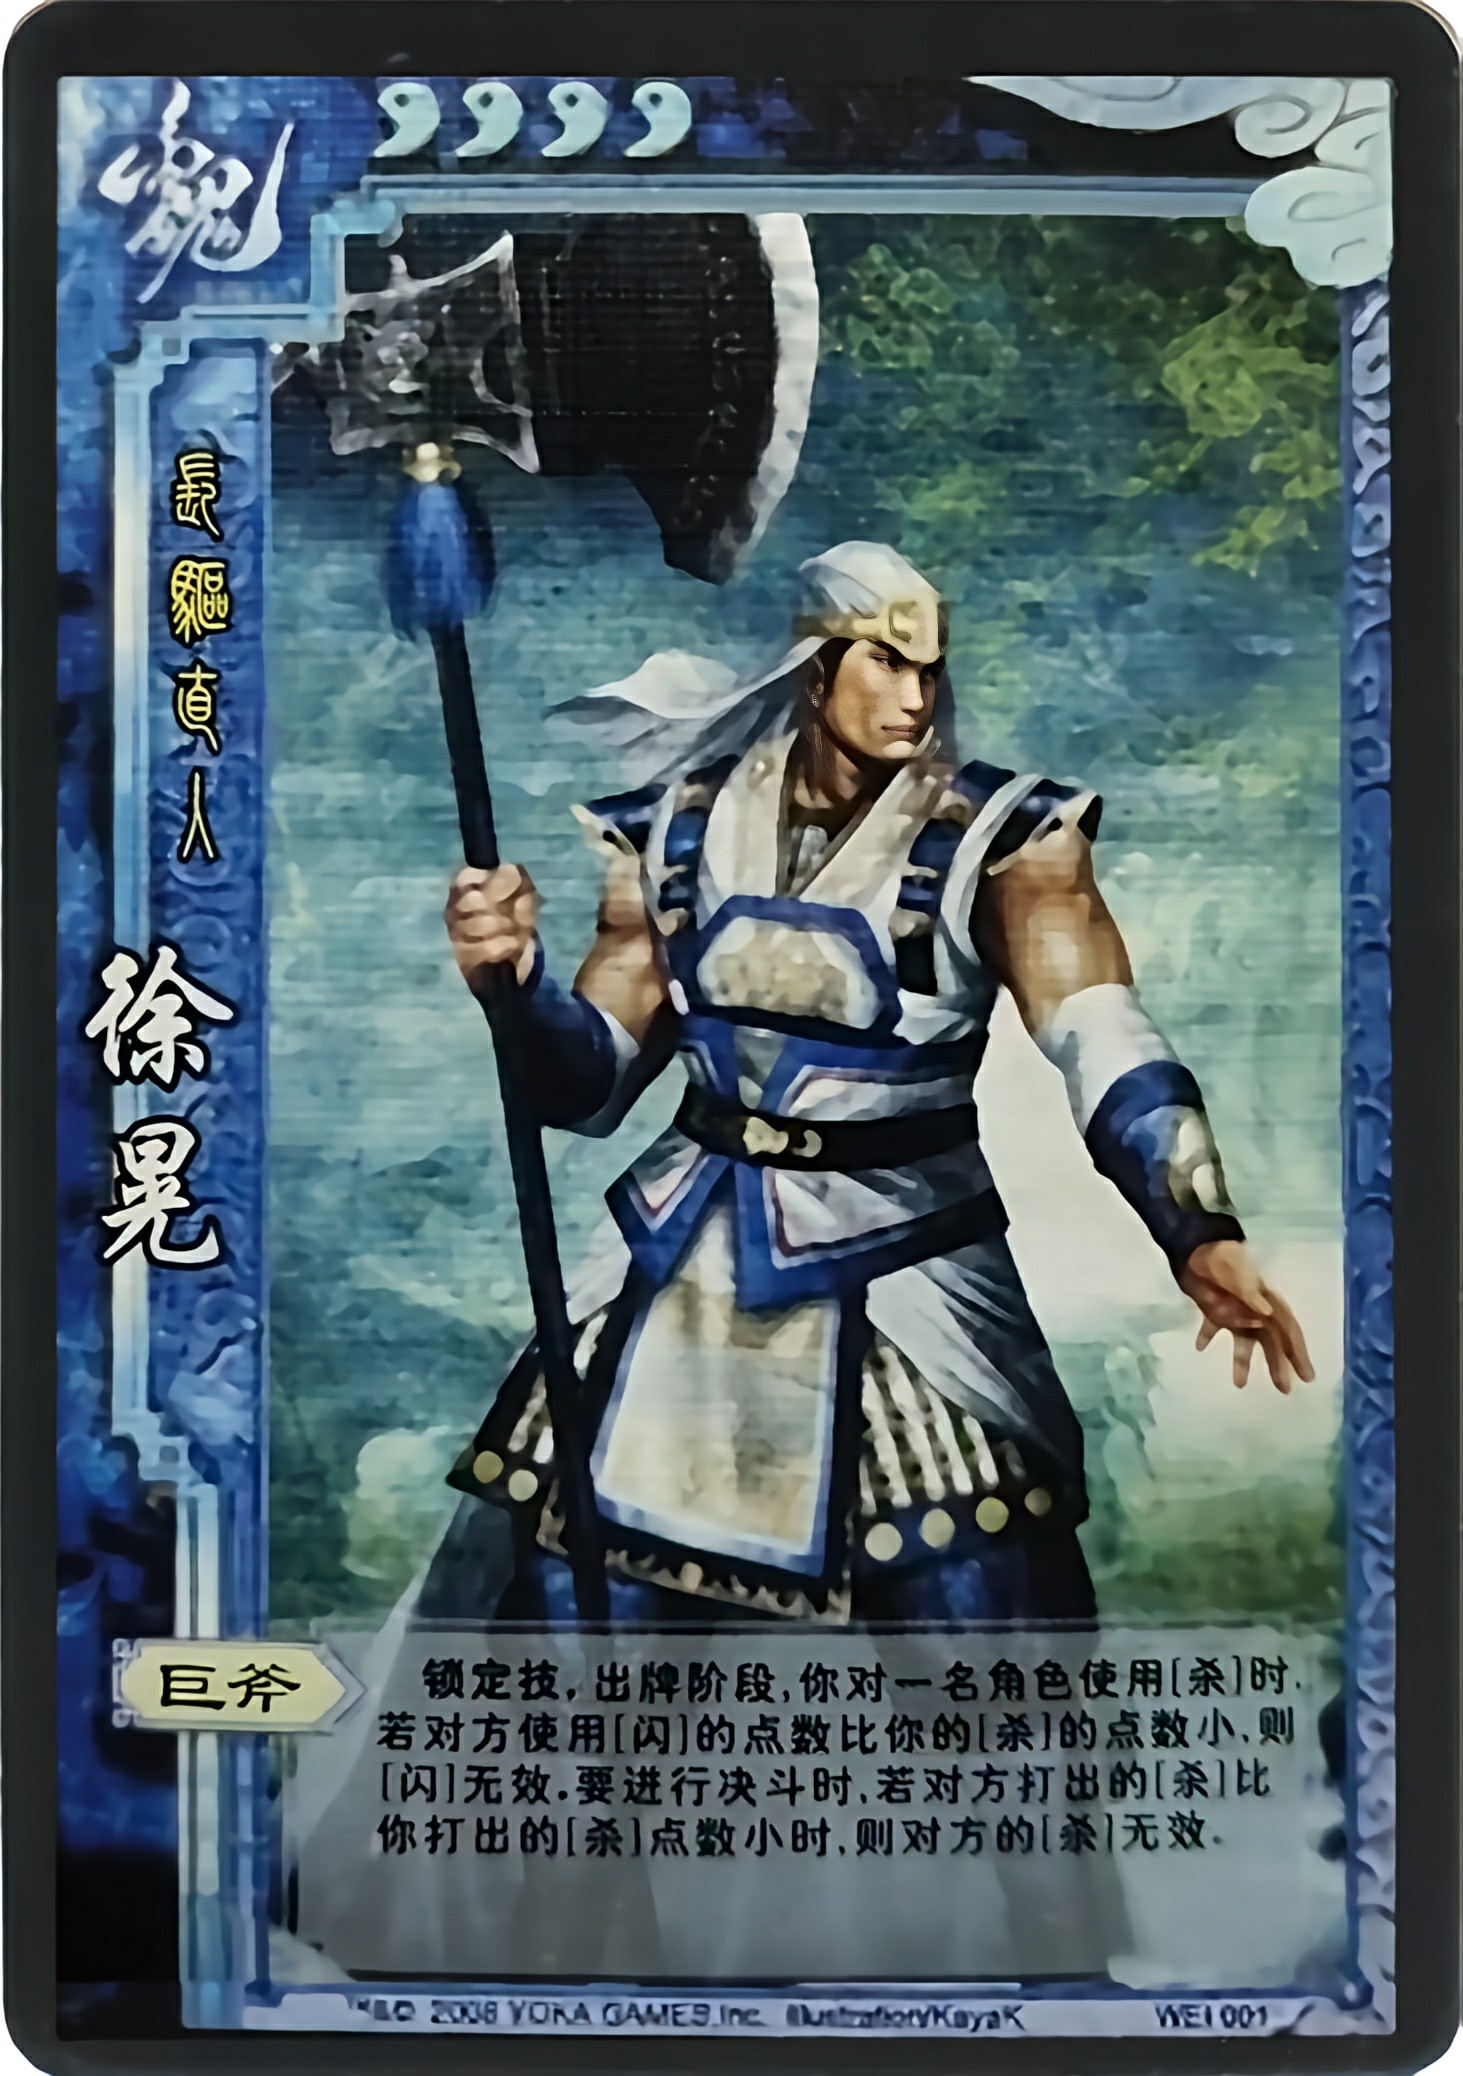 魏
長驅直入
徐晃
巨斧
锁定技，出牌阶段，你对一名角色使用[杀]时，
若对方使用[闪]的点数比你的[杀]的点数小，则
[闪]无效.要进行决斗时,若对方打出的[杀]比
你打出的[杀]点数小时,则对方的[杀]无效.
© 2008 YOKA GAMES,Inc. Illustration/KayaK
WEI 001